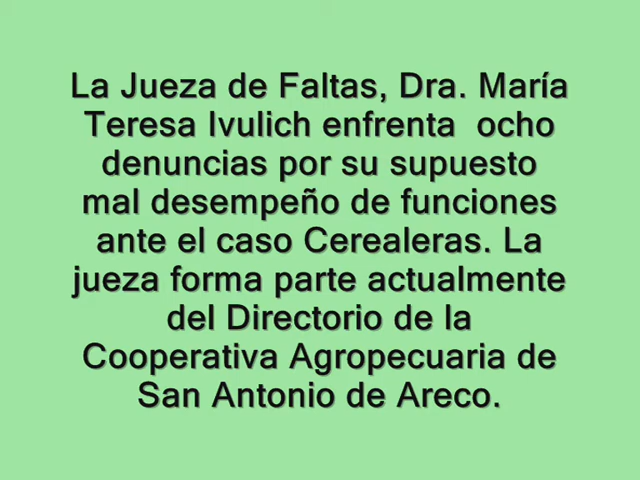 La Jueza de Faltas, Dra. María
Teresa Ivulich enfrenta  ocho
denuncias por su supuesto
mal desempeño de funciones
ante el caso Cerealeras. La
jueza forma parte actualmente
del Directorio de la
Cooperativa Agropecuaria de
San Antonio de Areco.